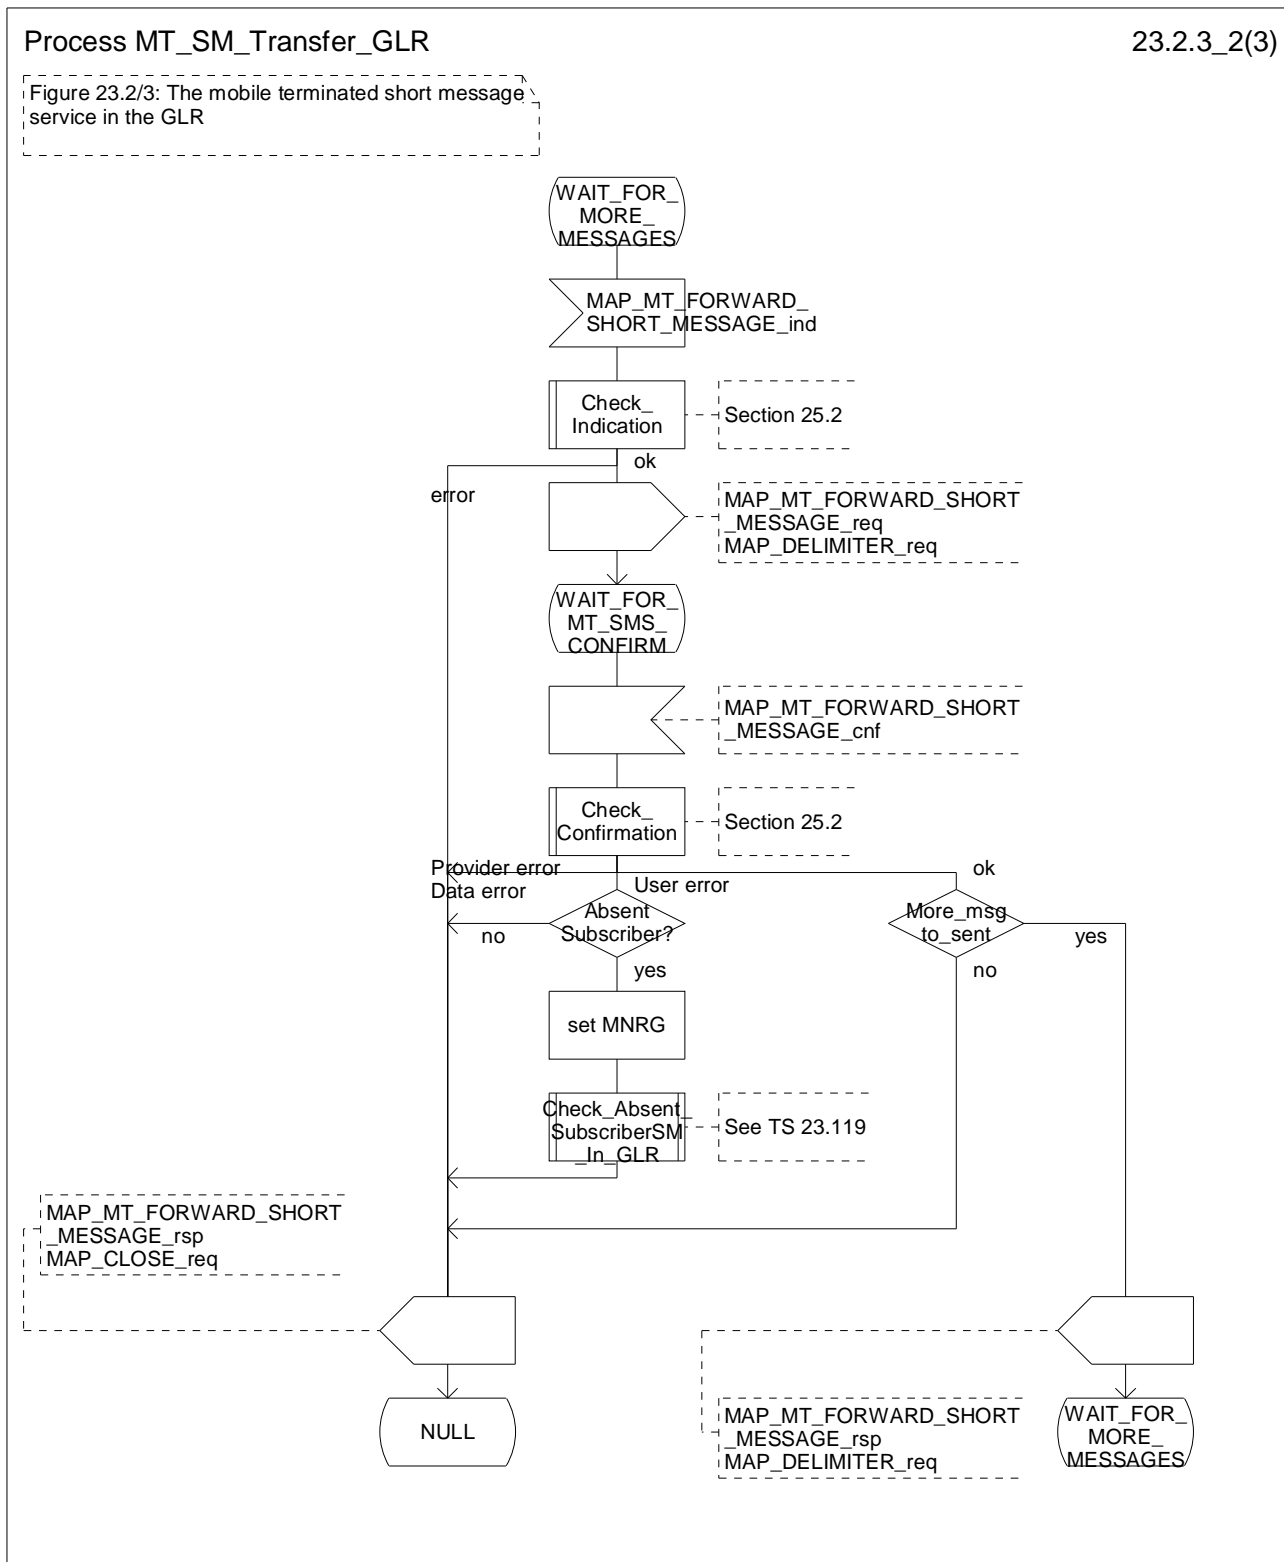 Process MT_SM_Transfer_GLR
23.2.3_2(3)
Figure 23.2/3: The mobile terminated short message
service in the GLR
WAIT_FOR_
MORE_
MESSAGES
MAP_MT_FORWARD_
SHORT_MESSAGE_ind
Check_
Indication
Section 25.2
ok
error
MAP_MT_FORWARD_SHORT
_MESSAGE_req
MAP_DELIMITER_req
WAIT_FOR_
MT_SMS_
CONFIRM
MAP_MT_FORWARD_SHORT
_MESSAGE_cnf
Check_
Confirmation
Section 25.2
Provider error
Data error
User error
ok
Absent
Subscriber?
no
yes
More_msg
to_sent
yes
no
set MNRG
Check_Absent_
SubscriberSM
_In_GLR
See TS 23.119
MAP_MT_FORWARD_SHORT
_MESSAGE_rsp
MAP_CLOSE_req
NULL
MAP_MT_FORWARD_SHORT
_MESSAGE_rsp
MAP_DELIMITER_req
WAIT_FOR_
MORE_
MESSAGES